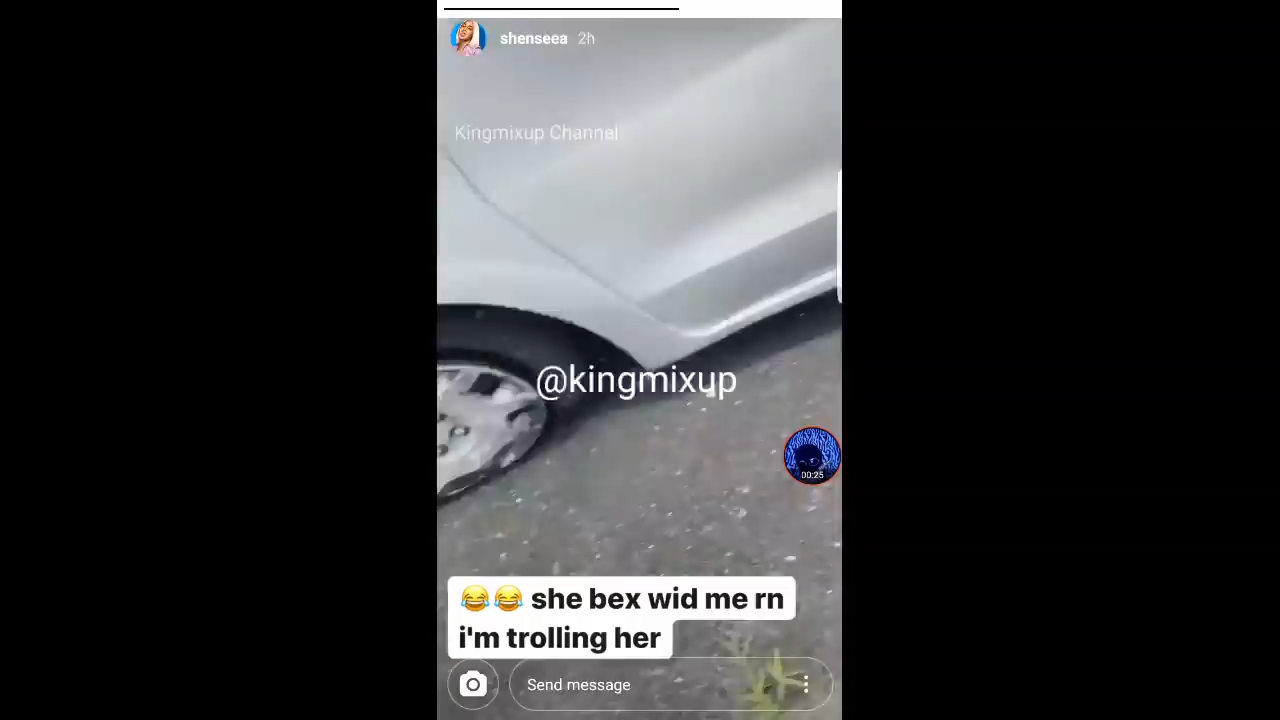 shenseea 2h
Kingmixup Channel
@kingmixup
00:25
😂😂 she bex wid me rn
i'm trolling her
Send message